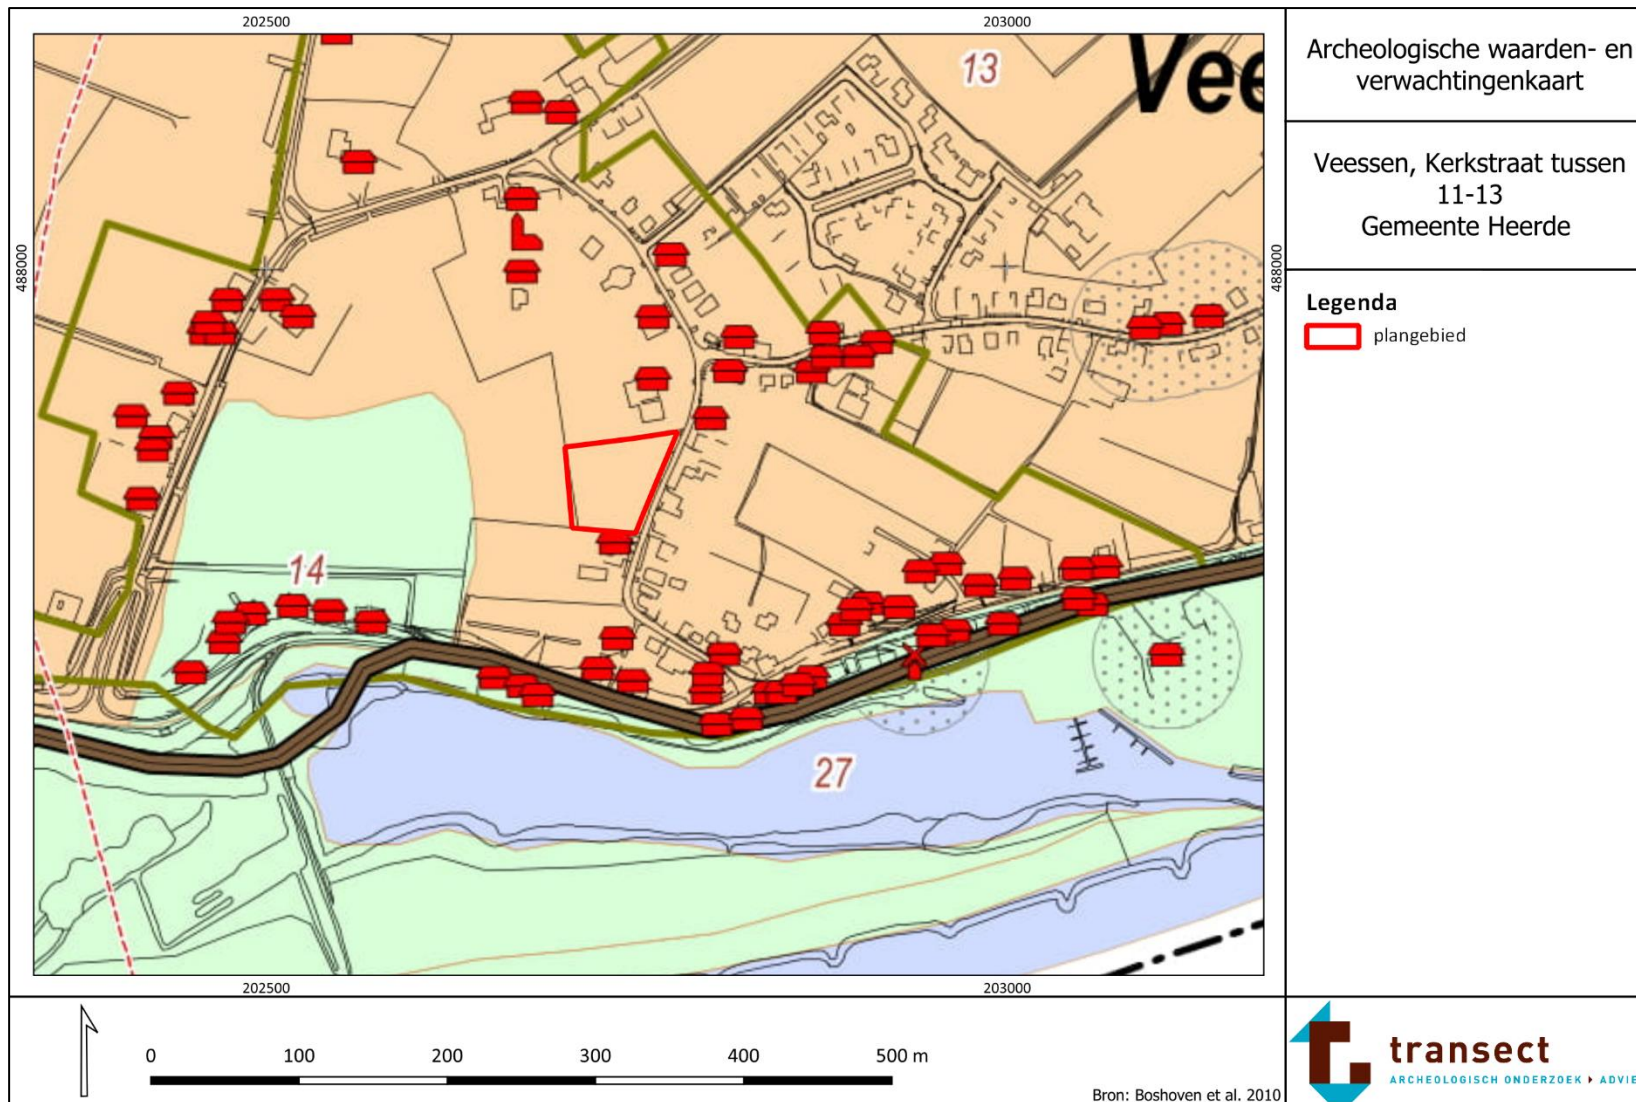 202500
203000
488000
488000
13
Vee
14
27
202500
203000
Archeologische waarden- en
verwachtingenkaart
Veessen, Kerkstraat tussen
11-13
Gemeente Heerde
Legenda
plangebied
0 100 200 300 400 500 m
Bron: Boshoven et al. 2010
transect
ARCHEOLOGISCH ONDERZOEK ▸ ADVIE